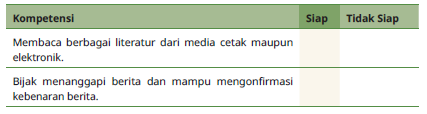 Kompetensi Siap Tidak Siap
Membaca berbagai literatur dari media cetak maupun
elektronik.
Bijak menanggapi berita dan mampu mengonfirmasi
kebenaran berita.